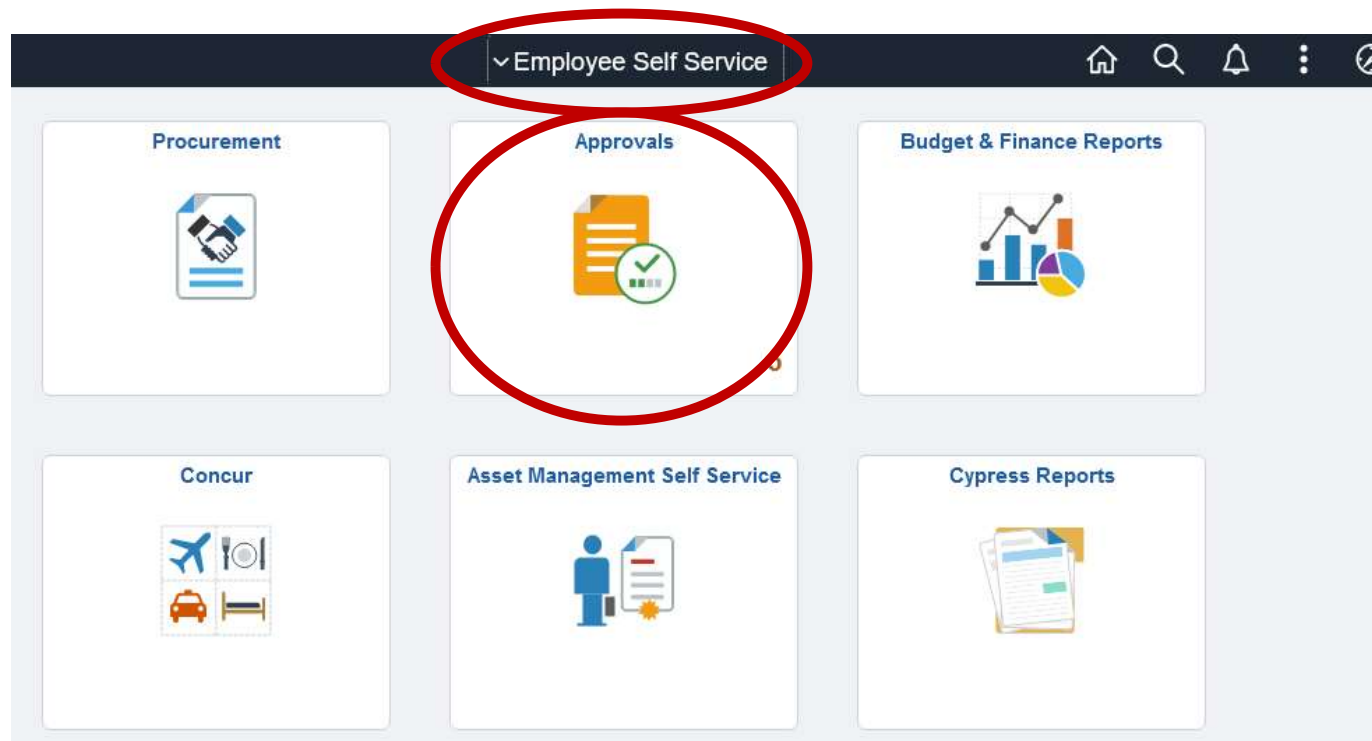 Employee Self Service
Procurement
Approvals
Budget & Finance Reports
Concur
Asset Management Self Service
Cypress Reports